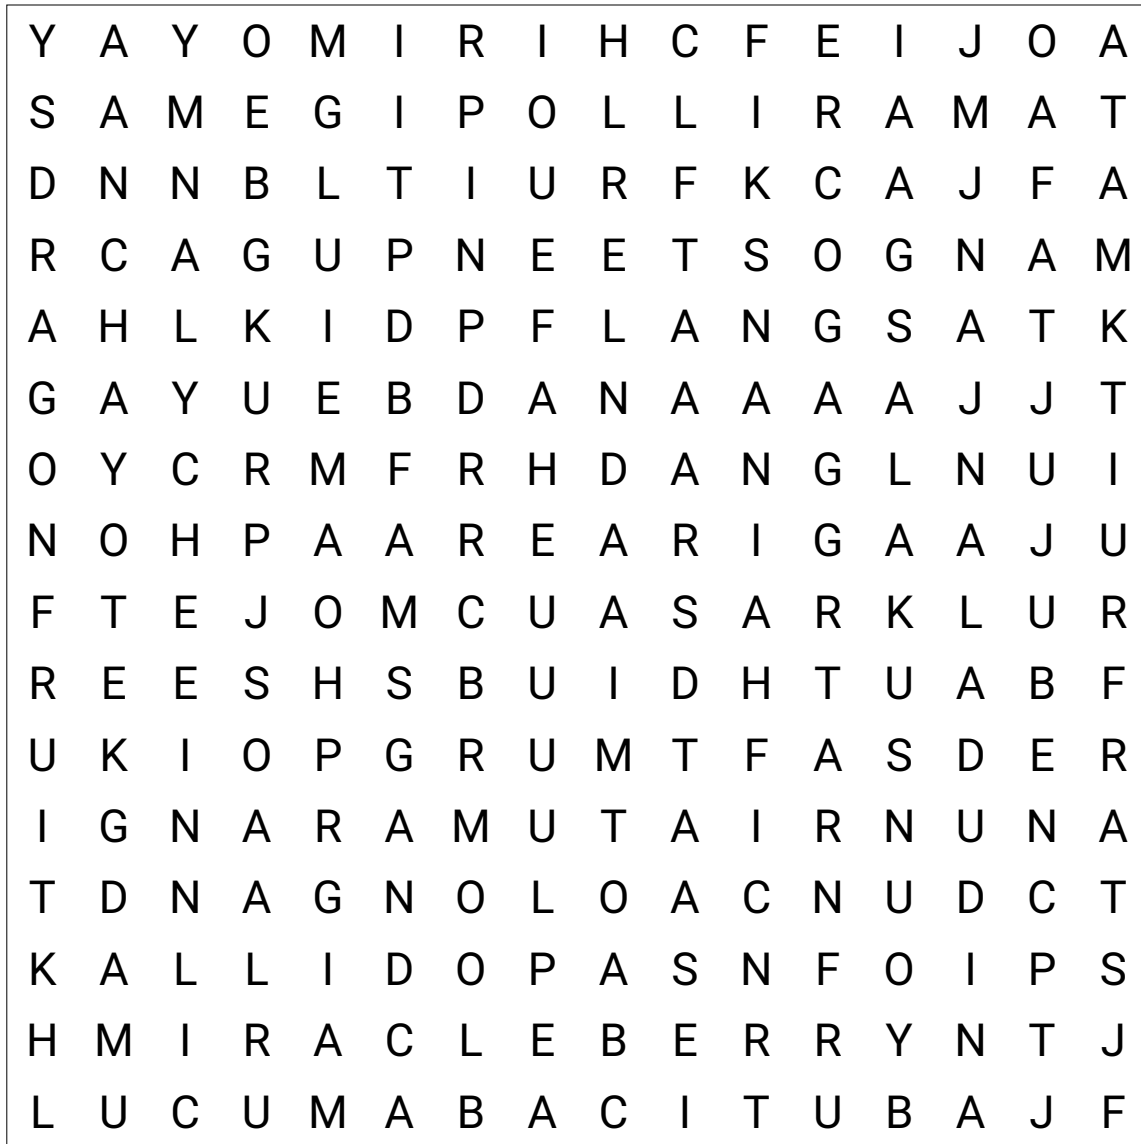 Y A Y O M I R I H C F E I J O A
S A M E G I P O L L I R A M A T
D N N B L T I U R F K C A J F A
R C A G U P N E E T S O G N A M
A H L K I D P F L A N G S A T K
G A Y U E B D A N A A A A J J T
O Y C R M F R H D A N G L N U I
N O H P A A R E A R I G A A J U
F T E J O M C U A S A R K L U R
R E E S H S B U I D H T U A B F
U K I O P G R U M T F A S D E R
I G N A R A M U T A I R N U N A
T D N A G N O L O A C N U D C T
K A L L I D O P A S N F O I P S
H M I R A C L E B E R R Y N T J
L U C U M A B A C I T U B A J F